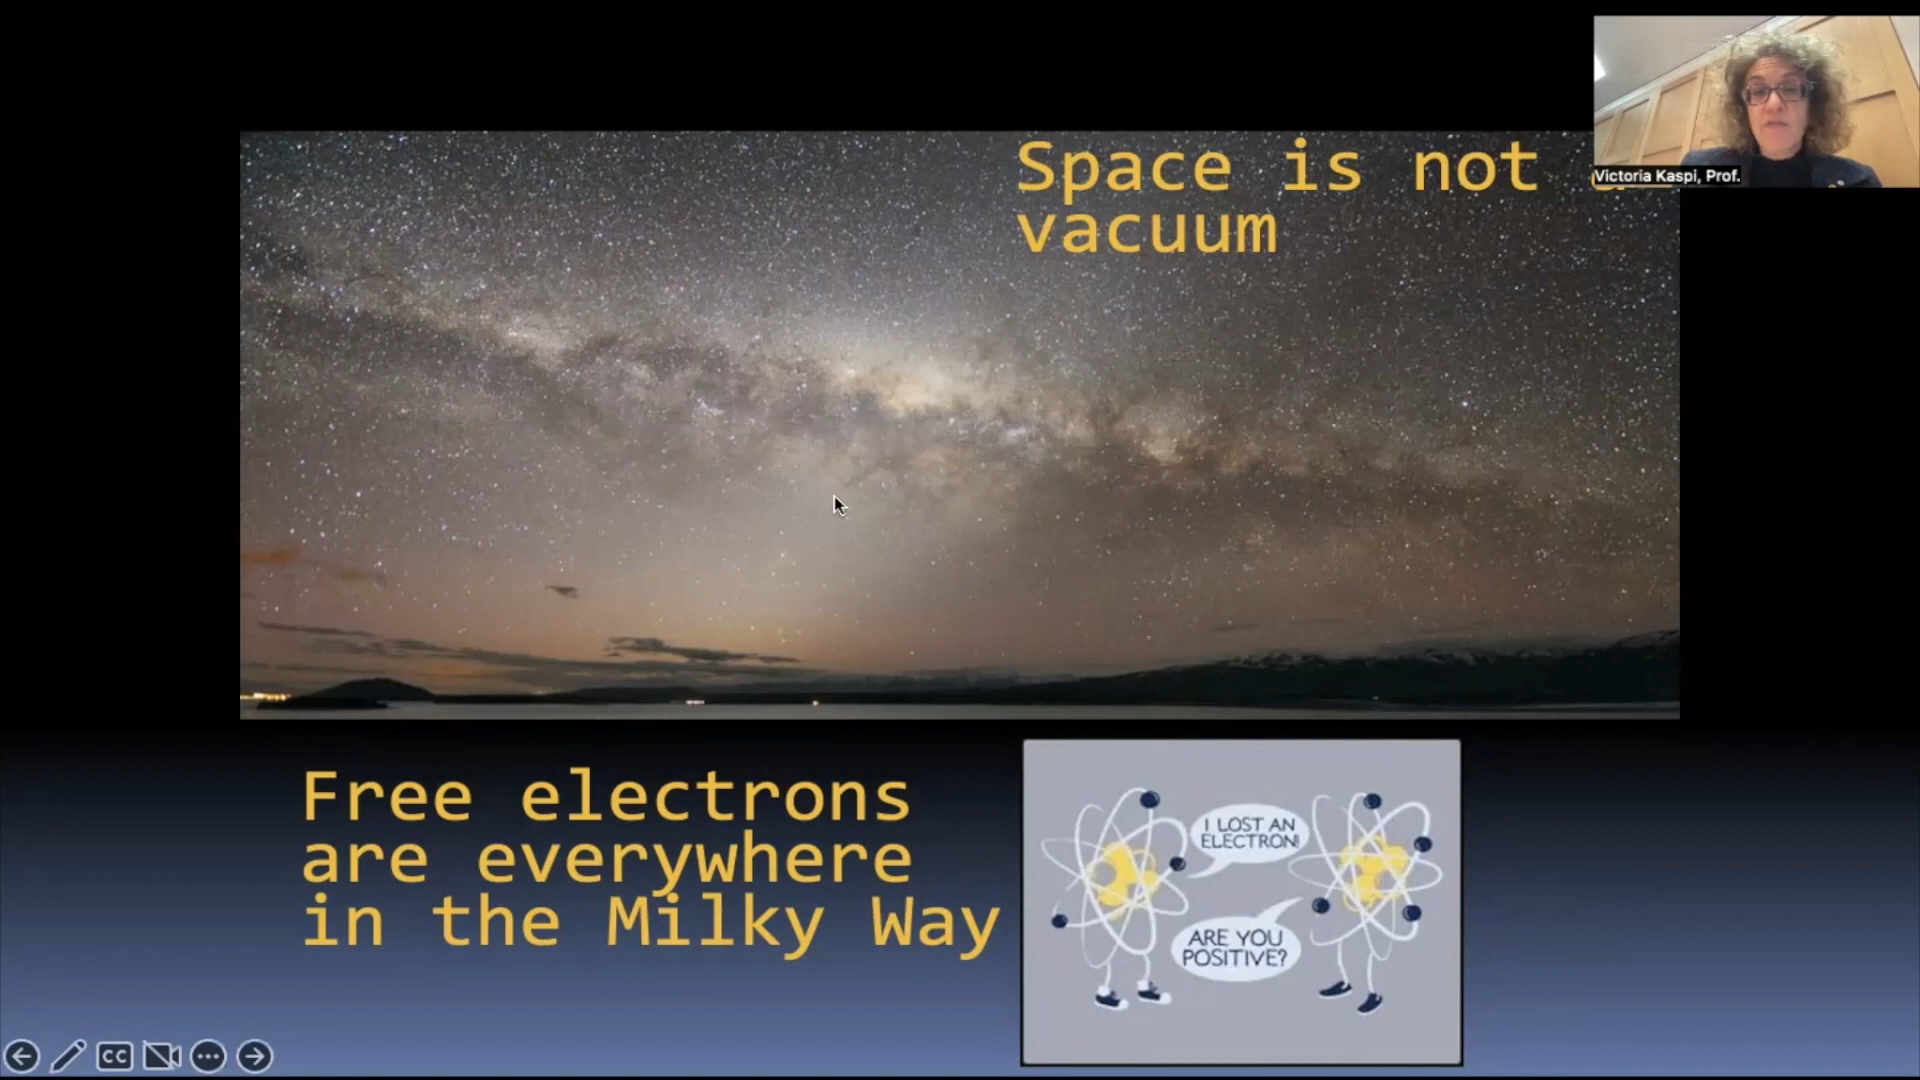 Space is not
vacuum
Victoria Kaspi, Prof.
Free electrons
are everywhere
in the Milky Way
I LOST AN
ELECTRON!
ARE YOU
POSITIVE?
CC